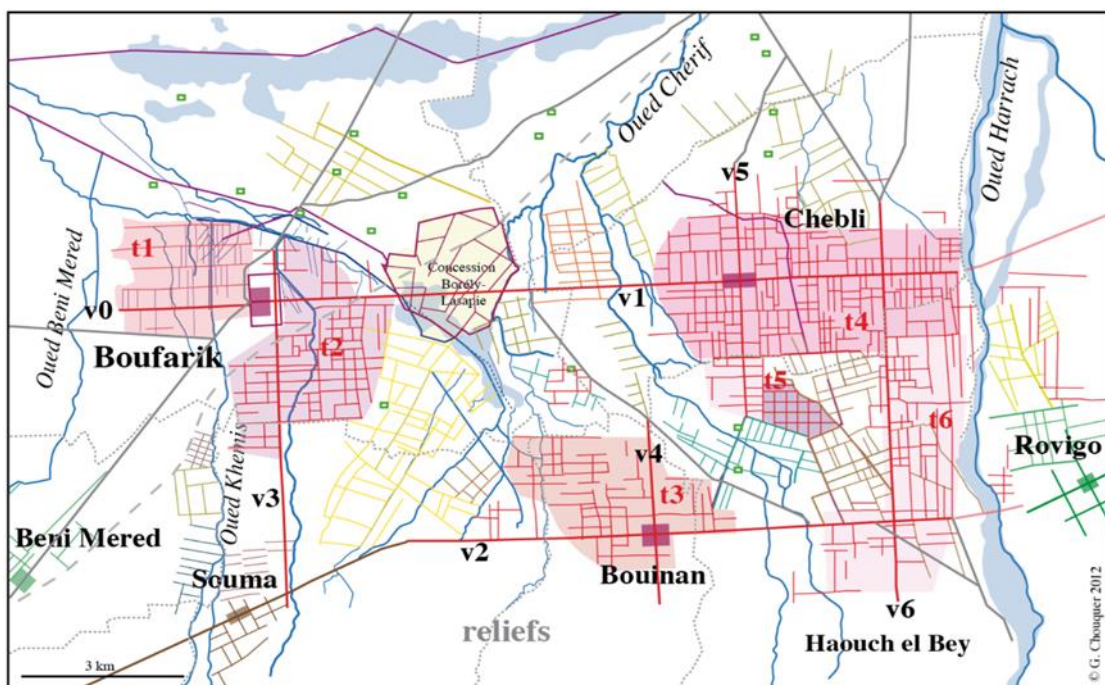 Oued Chérif
Oued Harrach
v5
Chebli
t1
Oued Beni Mered
Concession
Borély-
Lasapie
v0
v1
t4
Boufarik
t2
t5
t6
v4
Rovigo
Oued Khemis
v3
t3
Beni Mered
v2
Souma
Bouinan
v6
reliefs
Haouch el Bey
3 km
© G. Chouquer 2012